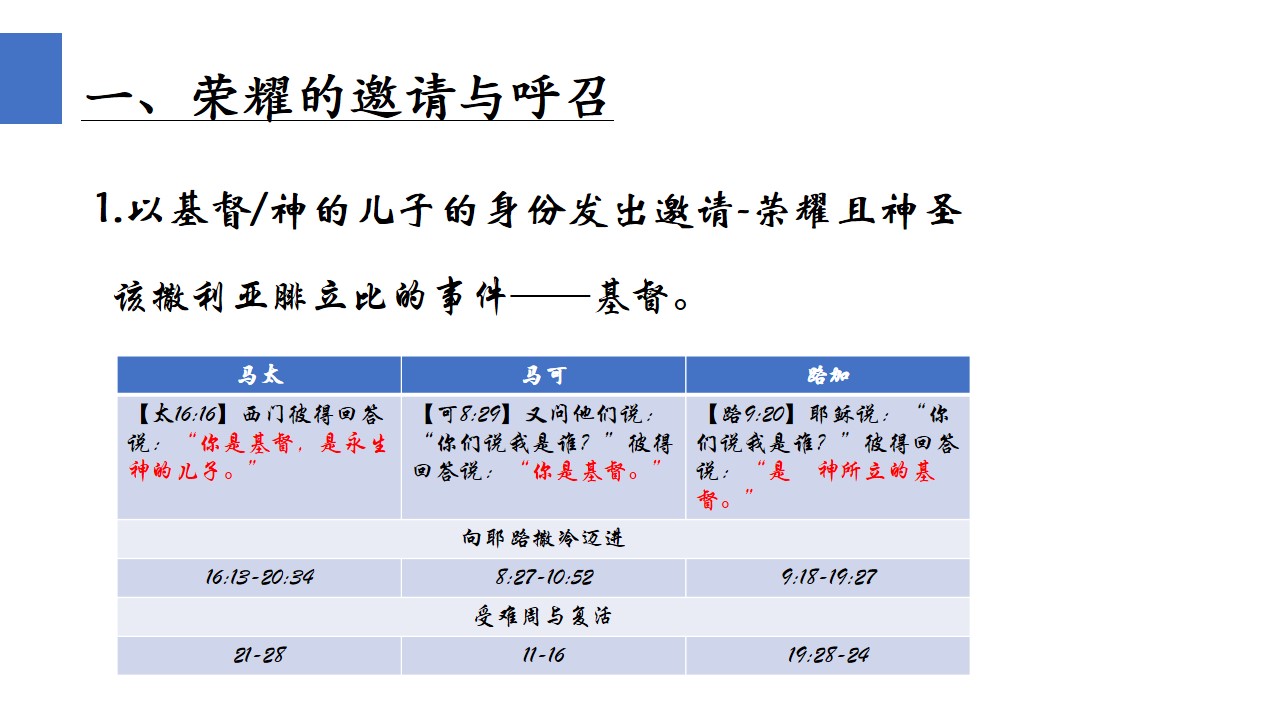 一、荣耀的邀请与呼召
1.以基督/神的儿子的身份发出邀请-荣耀且神圣
该撒利亚腓立比的事件——基督。
马太 马可 路加
【太16:16】西门彼得回答
说：“你是基督，是永生
神的儿子。”
【可8:29】又问他们说：
“你们说我是谁？”彼得
回答说：“你是基督。”
【路9:20】耶稣说：“你
们说我是谁？”彼得回答
说：“是　神所立的基
督。”
向耶路撒冷迈进
16:13-20:34 8:27-10:52 9:18-19:27
受难周与复活
21-28 11-16 19:28-24